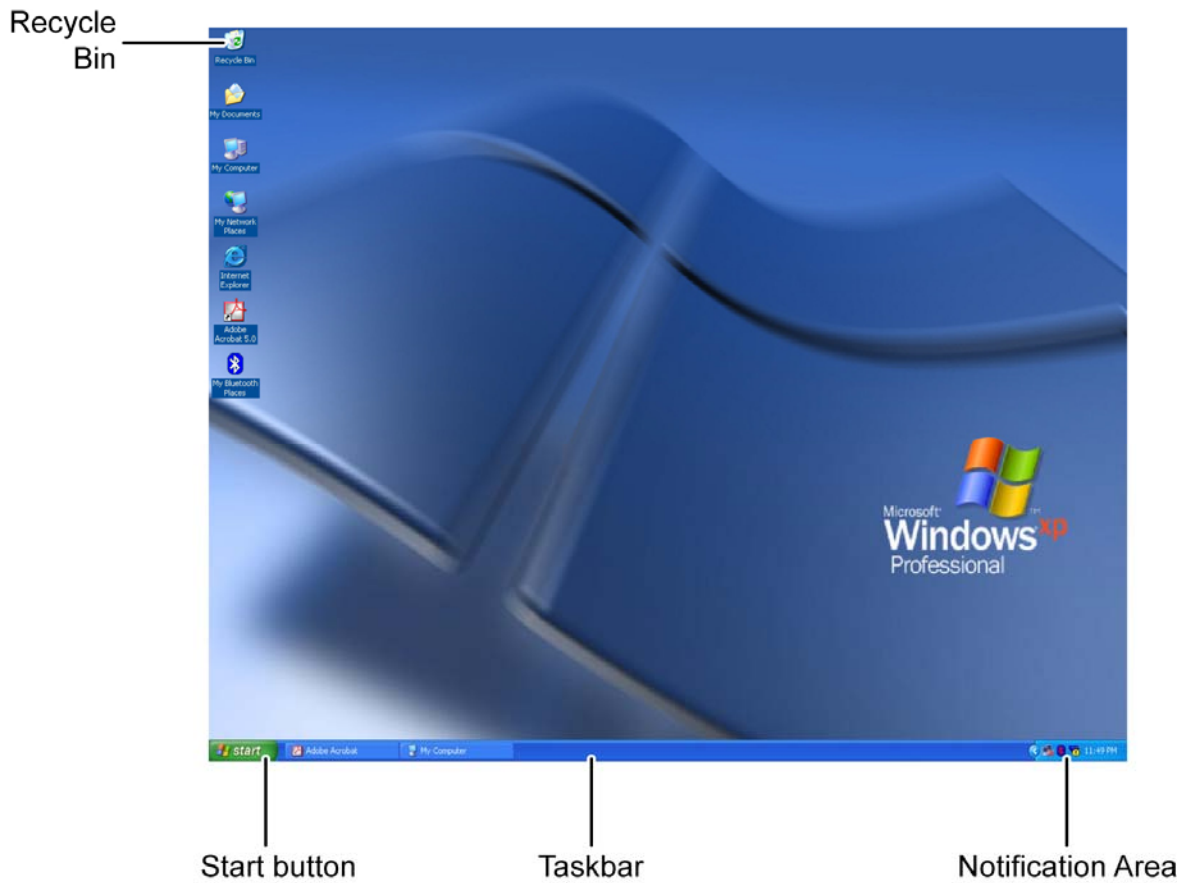 Recycle
Bin
Recycle Bin
My Documents
My Computer
My Network
Places
Internet
Explorer
Adobe
Acrobat 5.0
My Bluetooth
Places
Microsoft
Windows xp
Professional
start
Adobe Acrobat
My Computer
11:49 PM
Start button
Taskbar
Notification Area